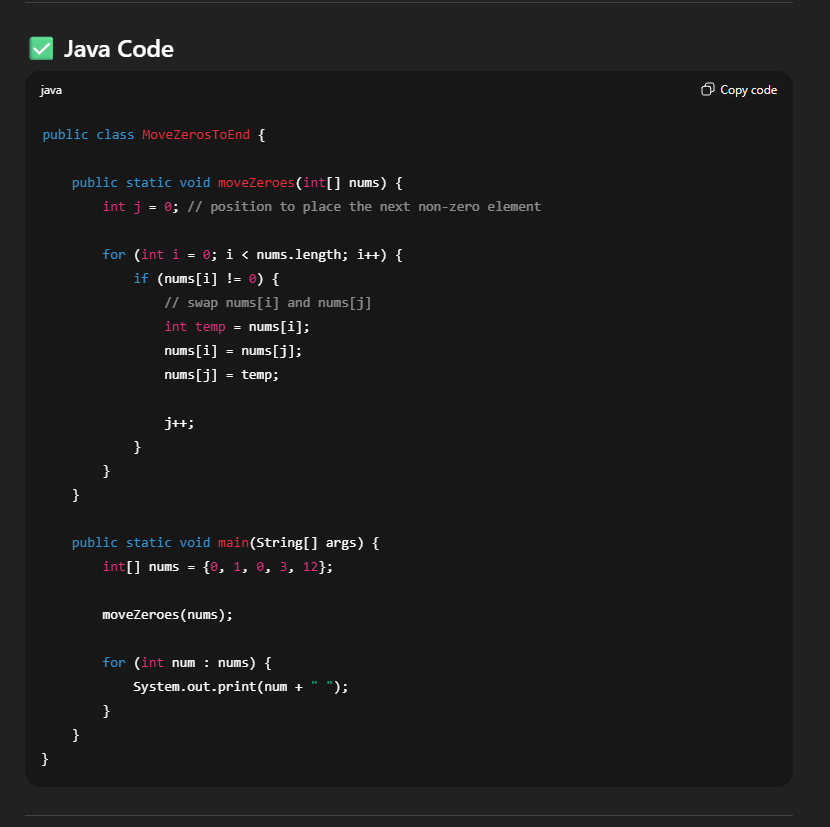 ✅ Java Code
java
Copy code
public class MoveZerosToEnd {
    public static void moveZeroes(int[] nums) {
        int j = 0; // position to place the next non-zero element
        for (int i = 0; i < nums.length; i++) {
            if (nums[i] != 0) {
                // swap nums[i] and nums[j]
                int temp = nums[i];
                nums[i] = nums[j];
                nums[j] = temp;
                j++;
            }
        }
    }
    public static void main(String[] args) {
        int[] nums = {0, 1, 0, 3, 12};
        moveZeroes(nums);
        for (int num : nums) {
            System.out.print(num + " ");
        }
    }
}